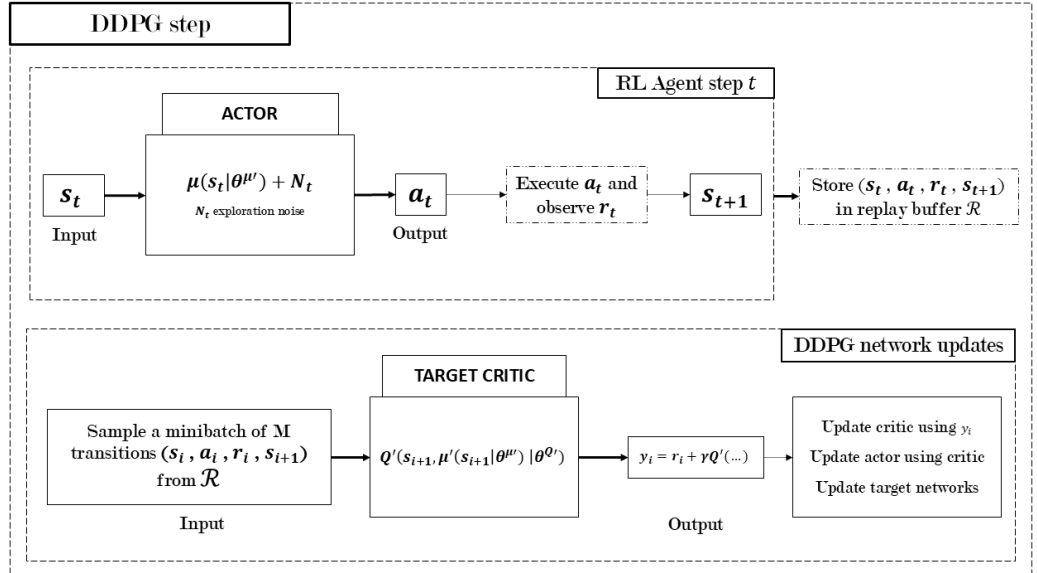 DDPG step
RL Agent step t
ACTOR
s_t
μ(s_t|θ^μ′) + N_t
N_t exploration noise
a_t
Execute a_t and
observe r_t
s_{t+1}
Store (s_t , a_t , r_t , s_{t+1})
in replay buffer ℛ
Input
Output
DDPG network updates
TARGET CRITIC
Sample a minibatch of M
transitions (s_i , a_i , r_i , s_{i+1})
from ℛ
Q′(s_{i+1}, μ′(s_{i+1}|θ^μ′) |θ^Q′)
y_i = r_i + γQ′(...)
Update critic using y_i
Update actor using critic
Update target networks
Input
Output